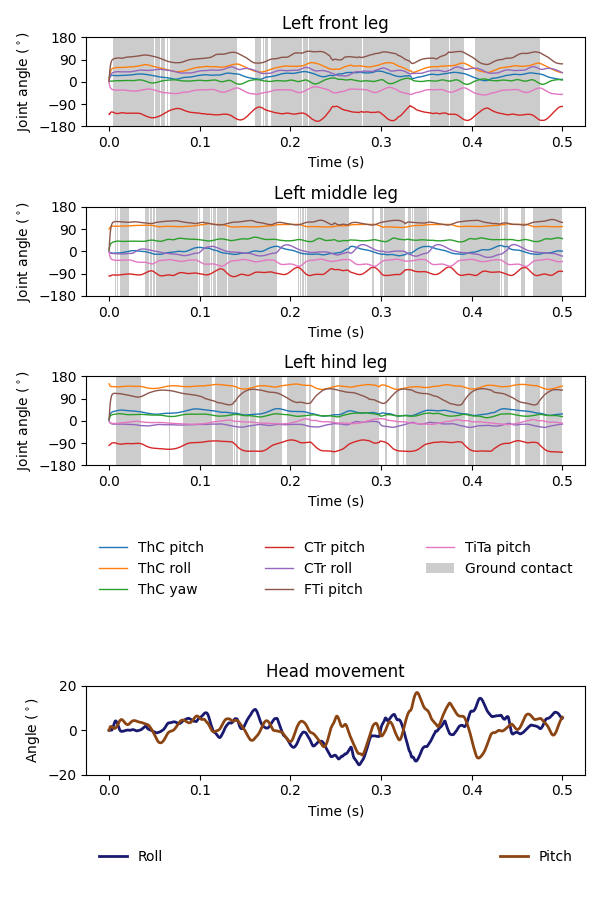 Left front leg
Joint angle (°)
180
90
0
−90
−180
0.0 0.1 0.2 0.3 0.4 0.5
Time (s)
Left middle leg
Joint angle (°)
180
90
0
−90
−180
0.0 0.1 0.2 0.3 0.4 0.5
Time (s)
Left hind leg
Joint angle (°)
180
90
0
−90
−180
0.0 0.1 0.2 0.3 0.4 0.5
Time (s)
ThC pitch CTr pitch TiTa pitch
ThC roll CTr roll Ground contact
ThC yaw FTi pitch
Head movement
Angle (°)
20
0
−20
0.0 0.1 0.2 0.3 0.4 0.5
Time (s)
Roll Pitch